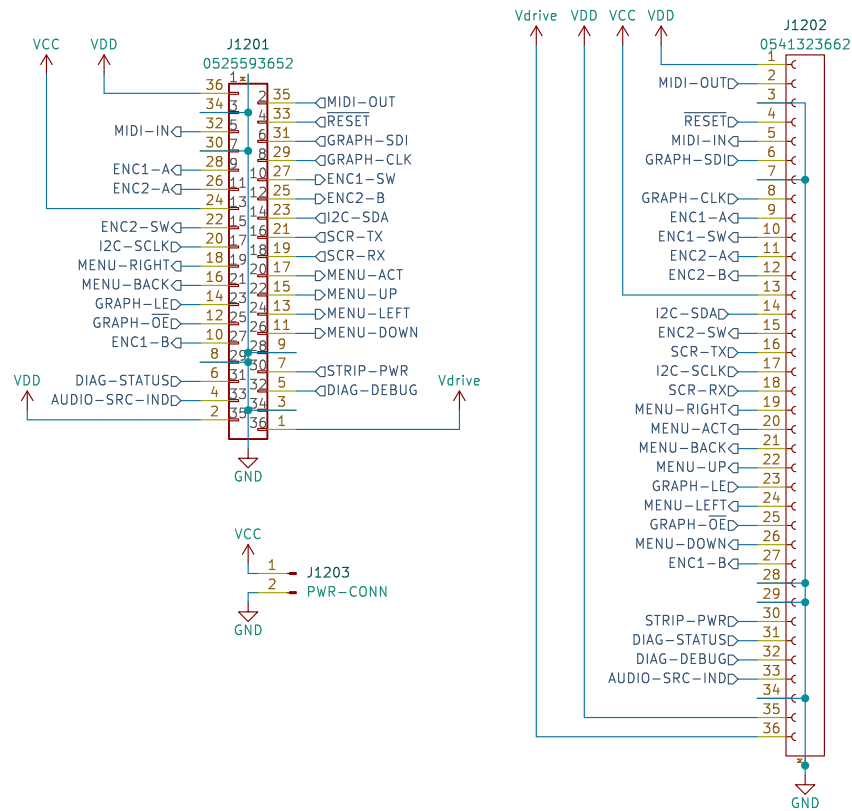 VCC
VDD
J1201
0525593652
1
36
2 35 MIDI-OUT
34 3
4 33 RESET
MIDI-IN 32 5
6 31 GRAPH-SDI
30 7
8 29 GRAPH-CLK
ENC1-A 28 9
10 27 ENC1-SW
ENC2-A 26 11
12 25 ENC2-B
24 13
14 23 I2C-SDA
ENC2-SW 22 15
16 21 SCR-TX
I2C-SCLK 20 17
18 19 SCR-RX
MENU-RIGHT 18 19
20 17 MENU-ACT
MENU-BACK 16 21
22 15 MENU-UP
GRAPH-LE 14 23
24 13 MENU-LEFT
GRAPH-OE 12 25
26 11 MENU-DOWN
ENC1-B 10 27
28 9
8 29
30 7 STRIP-PWR
DIAG-STATUS 6 31
32 5 DIAG-DEBUG
AUDIO-SRC-IND 4 33
34 3
VDD
2 35
36 1
Vdrive
GND
VCC
1 J1203
2 PWR-CONN
GND
Vdrive
VDD
VCC
VDD
J1202
0541323662
1
MIDI-OUT 2
3
RESET 4
MIDI-IN 5
GRAPH-SDI 6
7
GRAPH-CLK 8
ENC1-A 9
ENC1-SW 10
ENC2-A 11
ENC2-B 12
13
I2C-SDA 14
ENC2-SW 15
SCR-TX 16
I2C-SCLK 17
SCR-RX 18
MENU-RIGHT 19
MENU-ACT 20
MENU-BACK 21
MENU-UP 22
GRAPH-LE 23
MENU-LEFT 24
GRAPH-OE 25
MENU-DOWN 26
ENC1-B 27
28
29
STRIP-PWR 30
DIAG-STATUS 31
DIAG-DEBUG 32
AUDIO-SRC-IND 33
34
35
36
GND